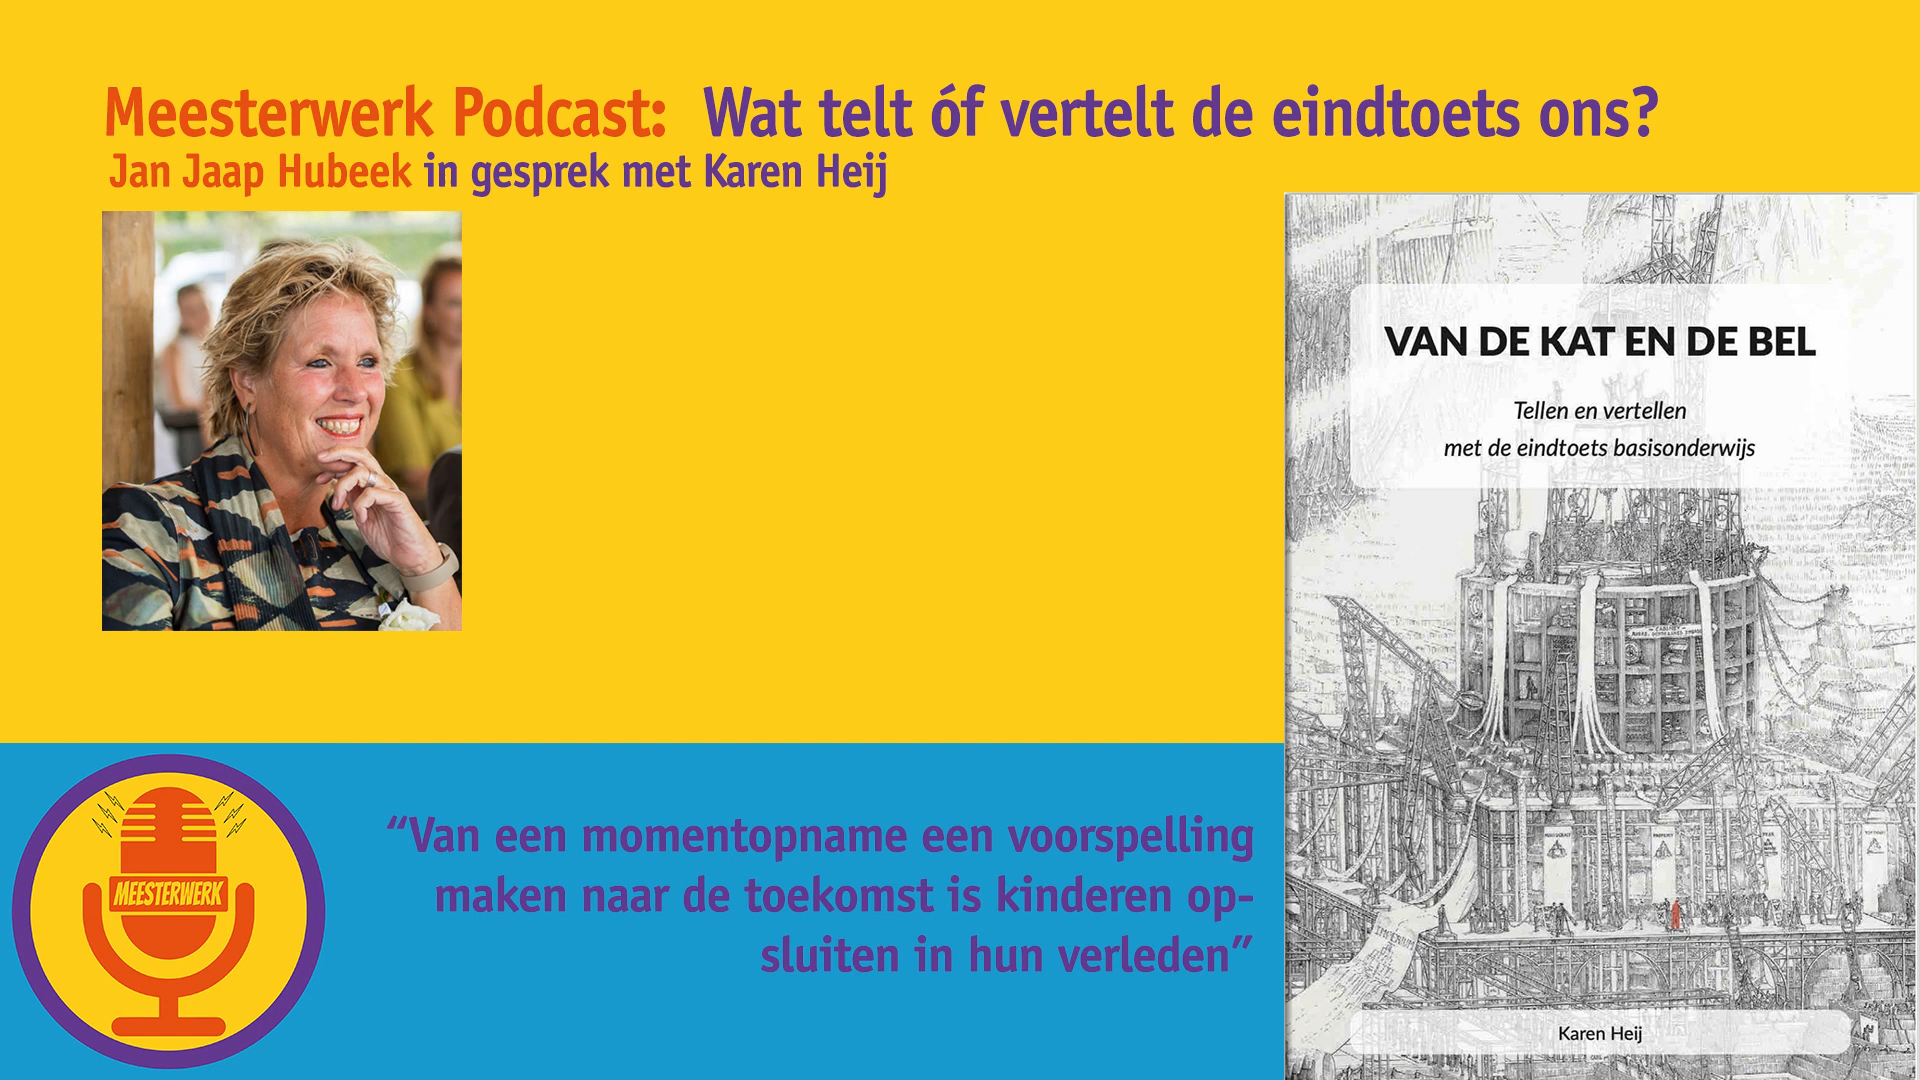 Meesterwerk Podcast: Wat telt óf vertelt de eindtoets ons?
Jan Jaap Hubeek in gesprek met Karen Heij
VAN DE KAT EN DE BEL
Tellen en vertellen
met de eindtoets basisonderwijs
IMPERIUM
Karen Heij
MEESTERWERK
“Van een momentopname een voorspelling
maken naar de toekomst is kinderen op-
sluiten in hun verleden”